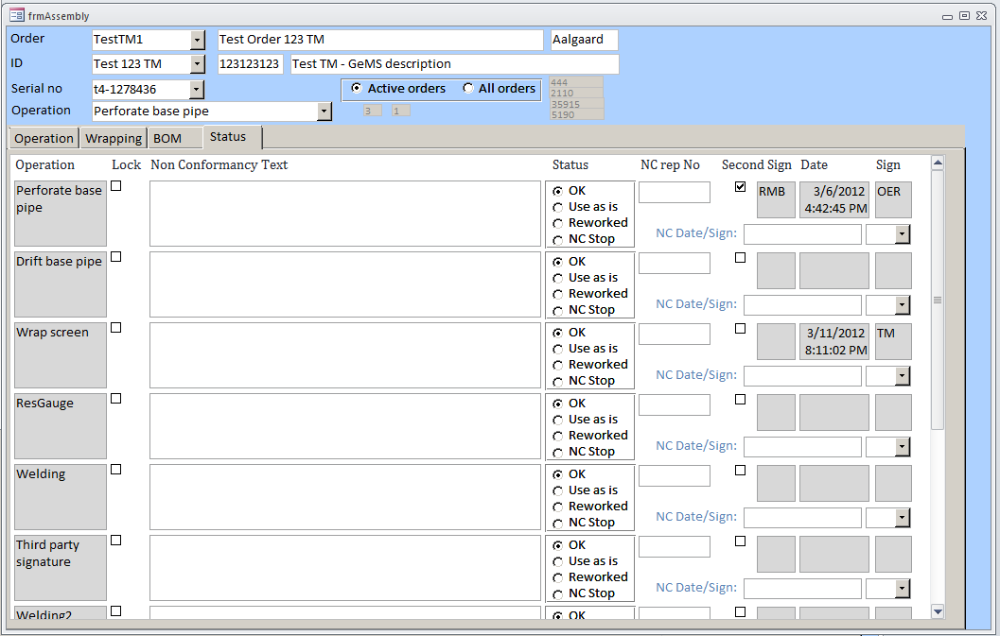 frmAssembly
Order TestTM1 Test Order 123 TM Aalgaard
ID Test 123 TM 123123123 Test TM - GeMS description
Serial no t4-1278436 Active orders All orders 444
2110
Operation Perforate base pipe 3 1 35915
5190
Operation Wrapping BOM Status
Operation Lock Non Conformancy Text Status NC rep No Second Sign Date Sign
Perforate base pipe OK RMB 3/6/2012 4:42:45 PM OER
Use as is
Reworked
NC Stop NC Date/Sign:
Drift base pipe OK
Use as is
Reworked
NC Stop NC Date/Sign:
Wrap screen OK 3/11/2012 8:11:02 PM TM
Use as is
Reworked
NC Stop NC Date/Sign:
ResGauge OK
Use as is
Reworked
NC Stop NC Date/Sign:
Welding OK
Use as is
Reworked
NC Stop NC Date/Sign:
Third party signature OK
Use as is
Reworked
NC Stop NC Date/Sign:
Welding2 OK